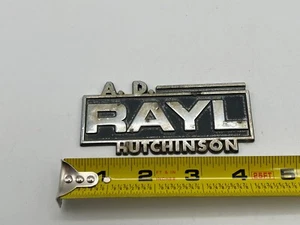 A. D.
RAYL
HUTCHINSON
1 2 3 4 5